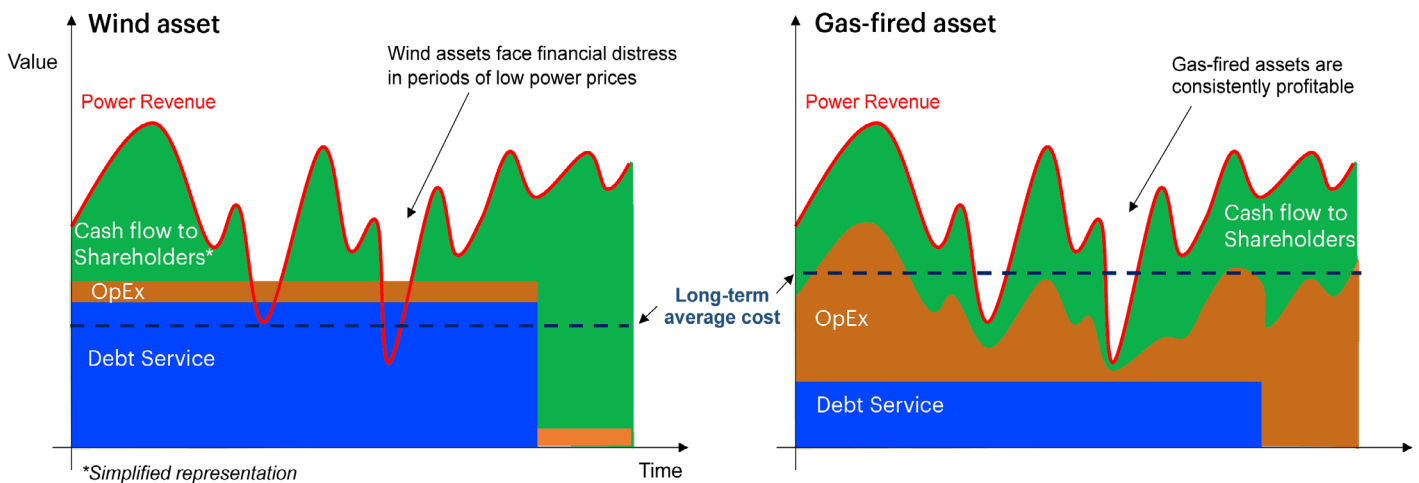 Wind asset
Value
Wind assets face financial distress
in periods of low power prices
Power Revenue
Cash flow to
Shareholders*
OpEx
Debt Service
Long-term
average cost
Time
*Simplified representation
Gas-fired asset
Gas-fired assets are
consistently profitable
Power Revenue
Cash flow to
Shareholders
OpEx
Debt Service